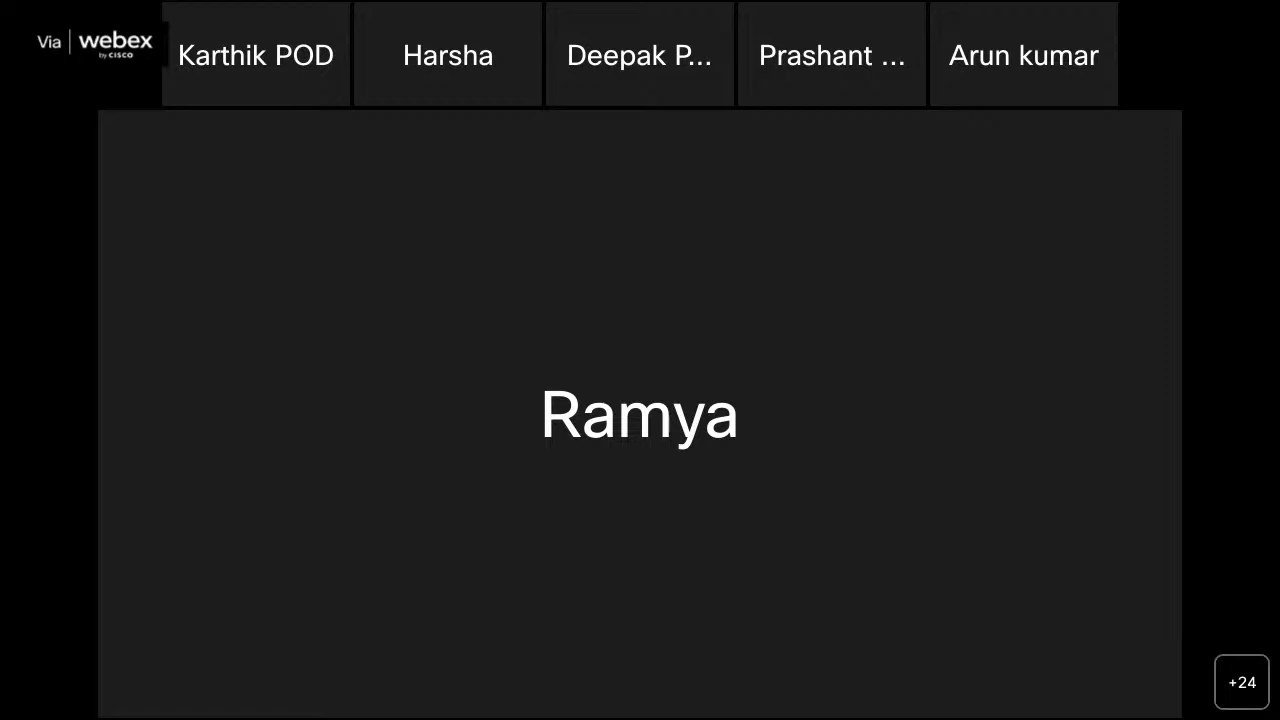 Via | webex
by CISCO
Karthik POD
Harsha
Deepak P...
Prashant ...
Arun kumar
Ramya
+24